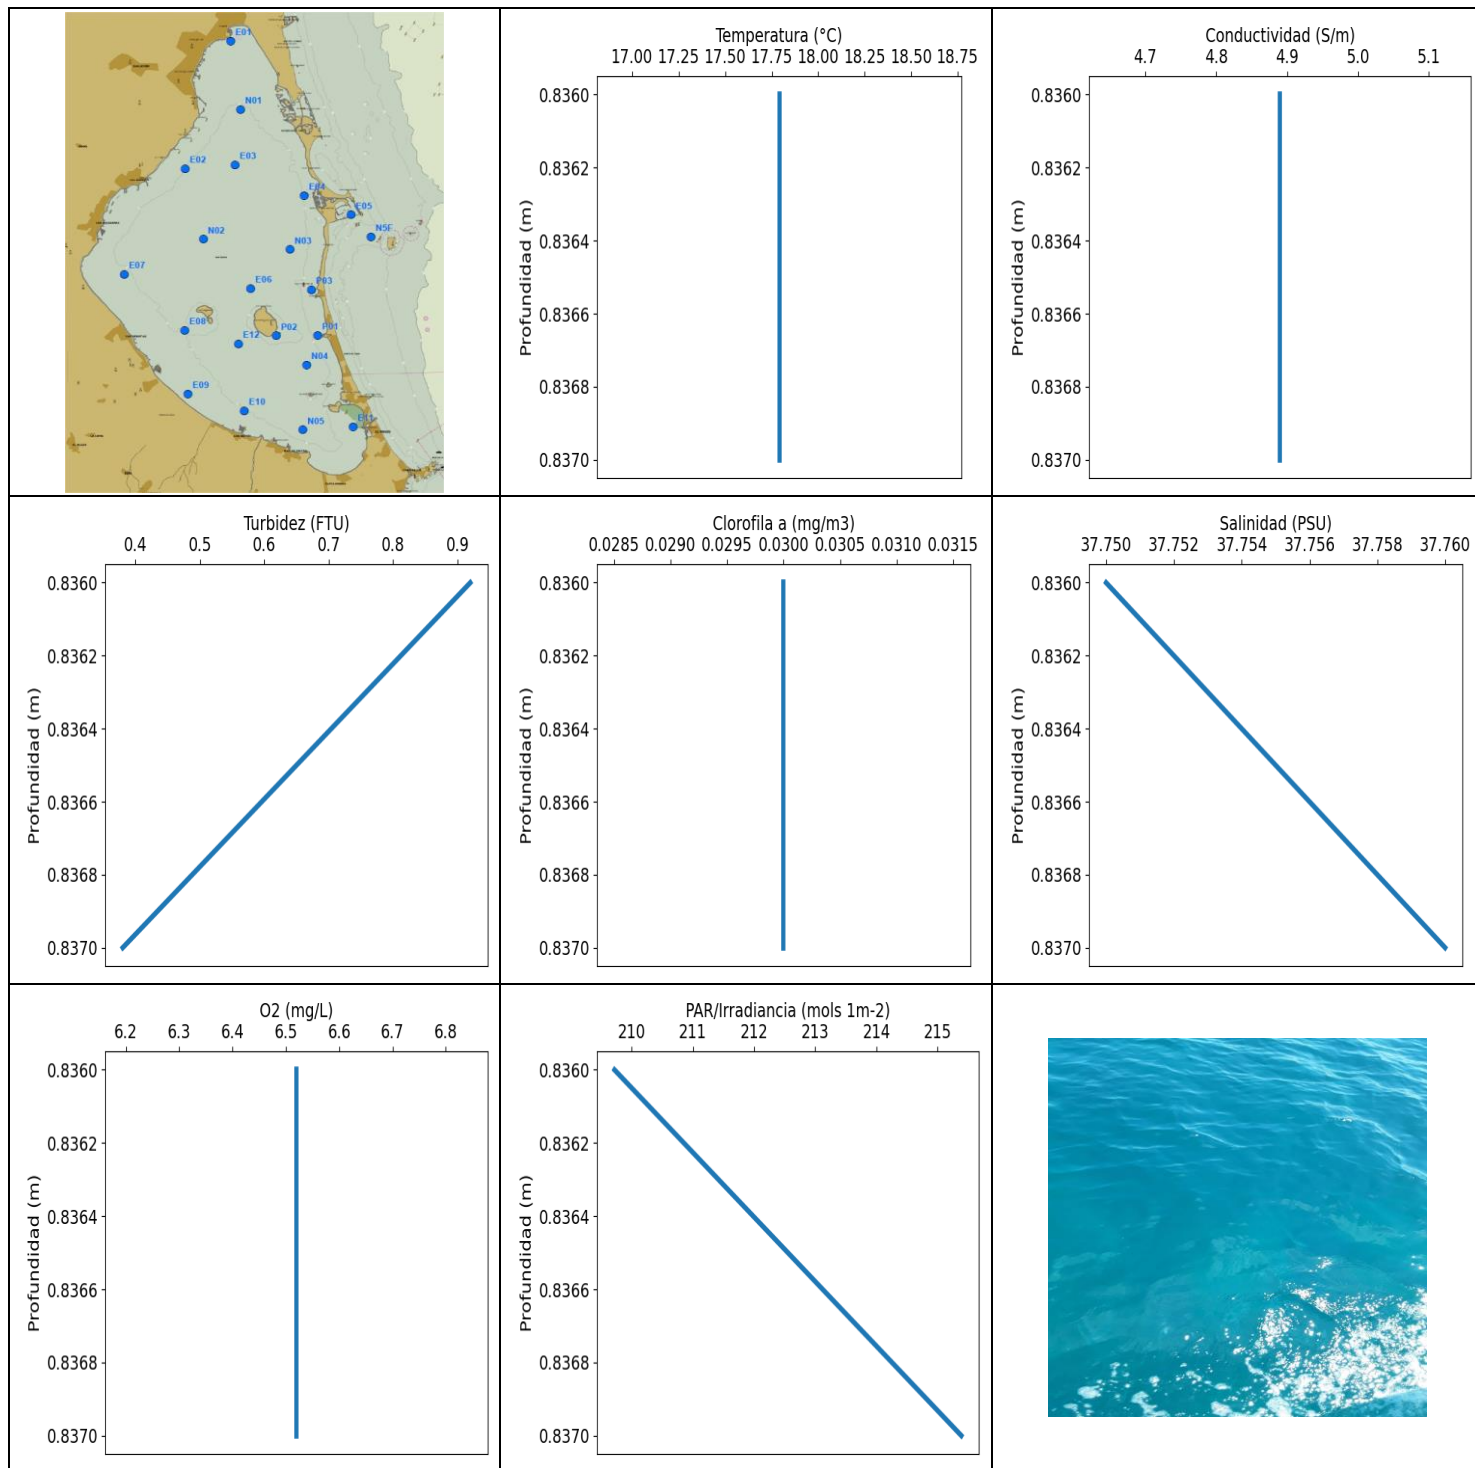 E01
N01
E02
E03
E04
E05
N02
N03
N5F
E07
E06
P03
E08
E12
P02
P01
N04
E09
E10
N05
E11
Temperatura (°C)
17.00 17.25 17.50 17.75 18.00 18.25 18.50 18.75
Profundidad (m)
0.8360
0.8362
0.8364
0.8366
0.8368
0.8370
Conductividad (S/m)
4.7 4.8 4.9 5.0 5.1
Profundidad (m)
0.8360
0.8362
0.8364
0.8366
0.8368
0.8370
Turbidez (FTU)
0.4 0.5 0.6 0.7 0.8 0.9
Profundidad (m)
0.8360
0.8362
0.8364
0.8366
0.8368
0.8370
Clorofila a (mg/m3)
0.0285 0.0290 0.0295 0.0300 0.0305 0.0310 0.0315
Profundidad (m)
0.8360
0.8362
0.8364
0.8366
0.8368
0.8370
Salinidad (PSU)
37.750 37.752 37.754 37.756 37.758 37.760
Profundidad (m)
0.8360
0.8362
0.8364
0.8366
0.8368
0.8370
O2 (mg/L)
6.2 6.3 6.4 6.5 6.6 6.7 6.8
Profundidad (m)
0.8360
0.8362
0.8364
0.8366
0.8368
0.8370
PAR/Irradiancia (mols 1m-2)
210 211 212 213 214 215
Profundidad (m)
0.8360
0.8362
0.8364
0.8366
0.8368
0.8370